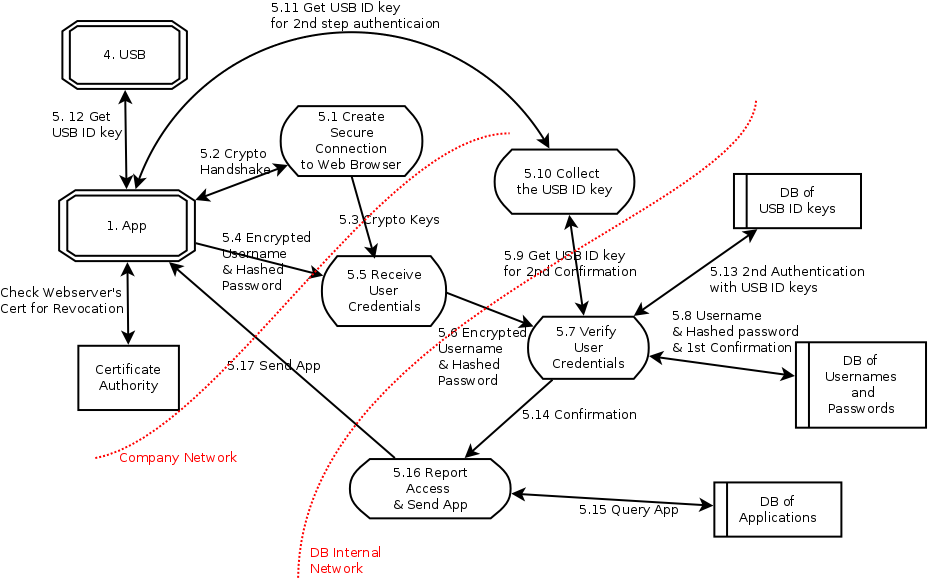 5.11 Get USB ID key
for 2nd step authenticaion
4. USB
5. 12 Get
USB ID key
5.1 Create
Secure
Connection
to Web Browser
5.2 Crypto
Handshake
5.10 Collect
the USB ID key
DB of
USB ID keys
1. App
5.3 Crypto Keys
5.4 Encrypted
Username
& Hashed
Password
5.5 Receive
User
Credentials
5.9 Get USB ID key
for 2nd Confirmation
5.13 2nd Authentication
with USB ID keys
Check Webserver's
Cert for Revocation
5.6 Encrypted
Username
& Hashed
Password
5.7 Verify
User
Credentials
5.8 Username
& Hashed password
& 1st Confirmation
DB of
Usernames
and
Passwords
Certificate
Authority
5.17 Send App
5.14 Confirmation
Company Network
5.16 Report
Access
& Send App
5.15 Query App
DB of
Applications
DB Internal
Network